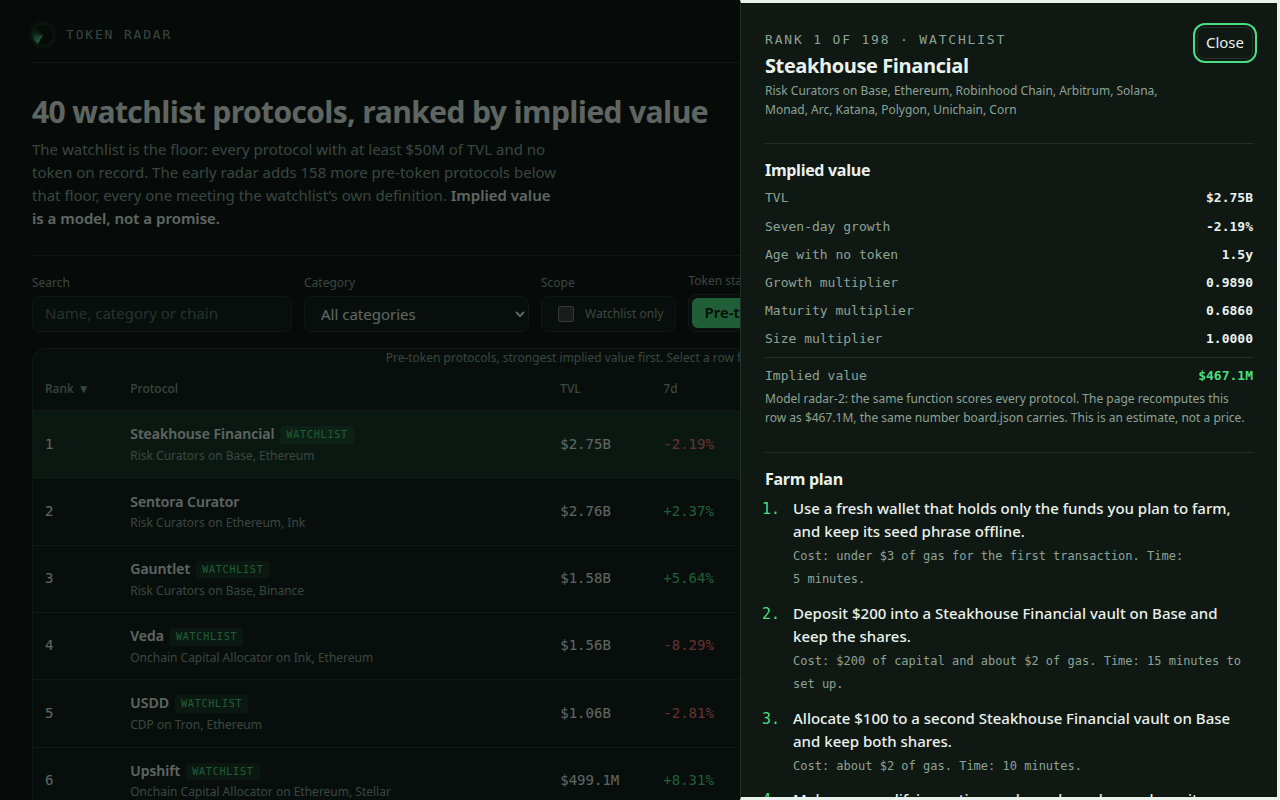 TOKEN RADAR
40 watchlist protocols, ranked by implied value
The watchlist is the floor: every protocol with at least $50M of TVL and no
token on record. The early radar adds 158 more pre-token protocols below
that floor, every one meeting the watchlist's own definition. Implied value
is a model, not a promise.
Search
Category
Scope
Token sta
Name, category or chain
All categories
Watchlist only
Pre-t
Pre-token protocols, strongest implied value first. Select a row f
Rank ▼ Protocol TVL 7d
1 Steakhouse Financial WATCHLIST $2.75B -2.19%
Risk Curators on Base, Ethereum
2 Sentora Curator $2.76B +2.37%
Risk Curators on Ethereum, Ink
3 Gauntlet WATCHLIST $1.58B +5.64%
Risk Curators on Base, Binance
4 Veda WATCHLIST $1.56B -8.29%
Onchain Capital Allocator on Ink, Ethereum
5 USDD WATCHLIST $1.06B -2.81%
CDP on Tron, Ethereum
6 Upshift WATCHLIST $499.1M +8.31%
Onchain Capital Allocator on Ethereum, Stellar
RANK 1 OF 198 · WATCHLIST
Close
Steakhouse Financial
Risk Curators on Base, Ethereum, Robinhood Chain, Arbitrum, Solana,
Monad, Arc, Katana, Polygon, Unichain, Corn
Implied value
TVL $2.75B
Seven-day growth -2.19%
Age with no token 1.5y
Growth multiplier 0.9890
Maturity multiplier 0.6860
Size multiplier 1.0000
Implied value $467.1M
Model radar-2: the same function scores every protocol. The page recomputes this
row as $467.1M, the same number board.json carries. This is an estimate, not a price.
Farm plan
1. Use a fresh wallet that holds only the funds you plan to farm,
and keep its seed phrase offline.
Cost: under $3 of gas for the first transaction. Time:
5 minutes.
2. Deposit $200 into a Steakhouse Financial vault on Base and
keep the shares.
Cost: $200 of capital and about $2 of gas. Time: 15 minutes to
set up.
3. Allocate $100 to a second Steakhouse Financial vault on Base
and keep both shares.
Cost: about $2 of gas. Time: 10 minutes.